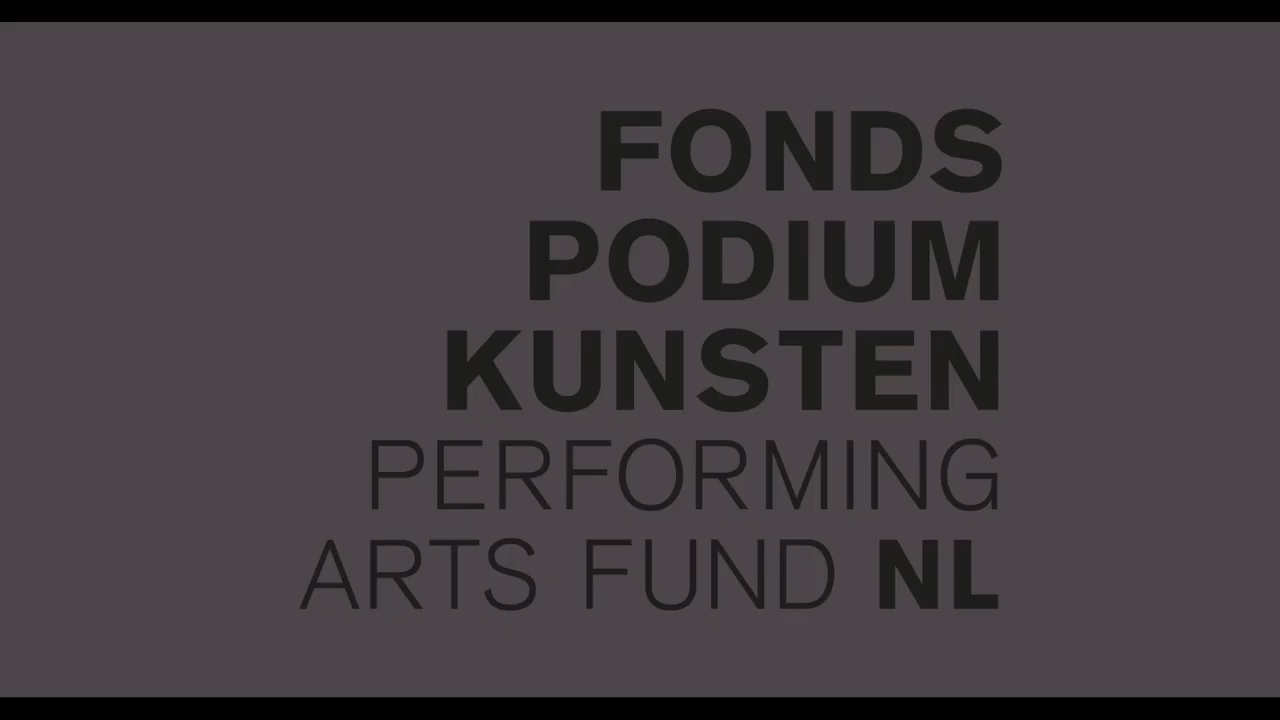 FONDS
PODIUM
KUNSTEN
PERFORMING
ARTS FUND NL